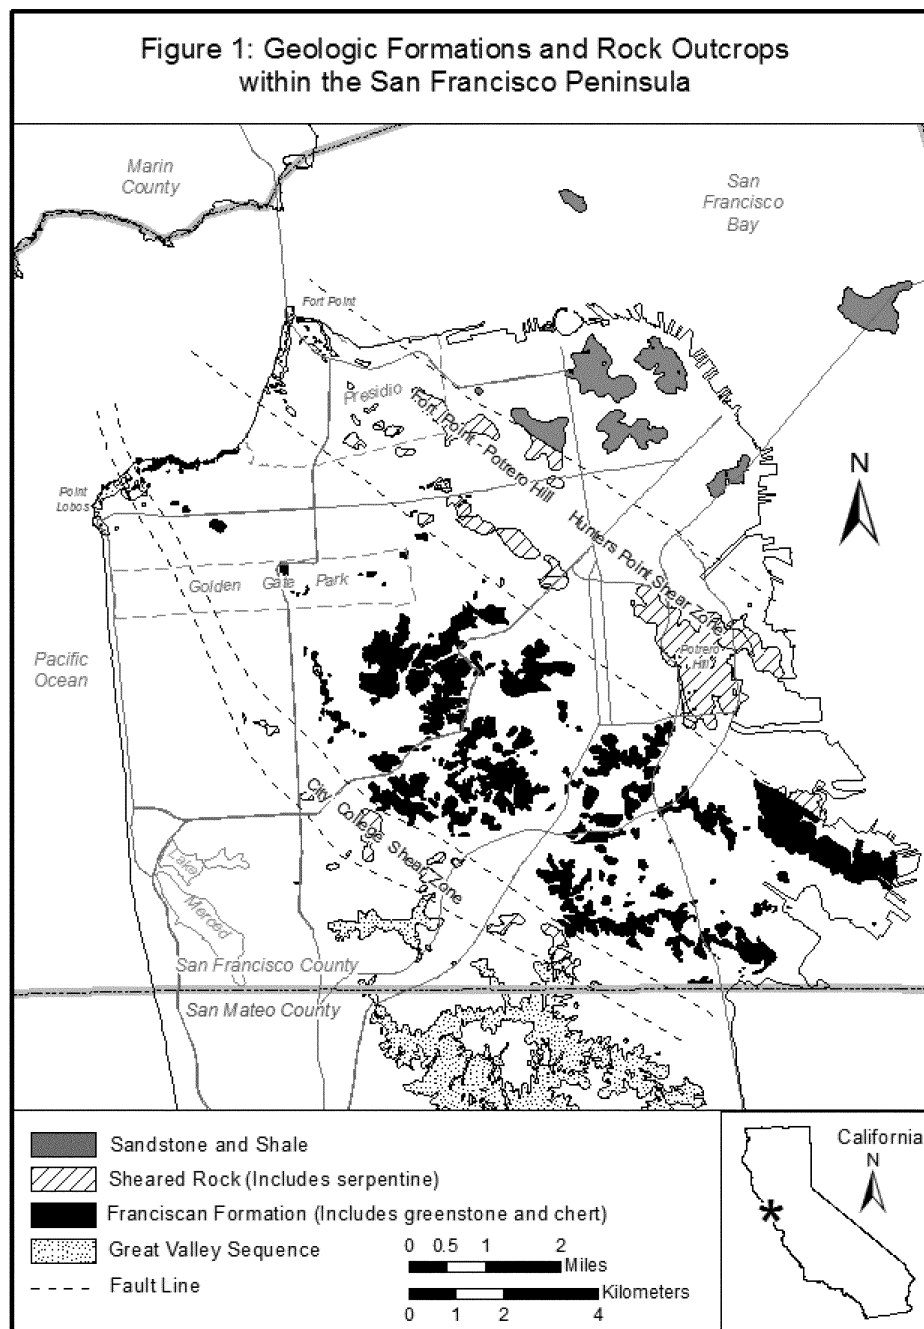 Figure 1: Geologic Formations and Rock Outcrops
within the San Francisco Peninsula
Marin
County
San
Francisco
Bay
Fort Point
Presidio
Fort Point - Potrero Hill
Hunters Point Shear Zone
Point
Lobos
N
Golden Gate Park
Pacific
Ocean
Potrero
Hill
City College Shear Zone
Lake
Merced
San Francisco County
San Mateo County
Sandstone and Shale
Sheared Rock (Includes serpentine)
Franciscan Formation (Includes greenstone and chert)
Great Valley Sequence
Fault Line
0 0.5 1 2
Miles
Kilometers
0 1 2 4
California
N